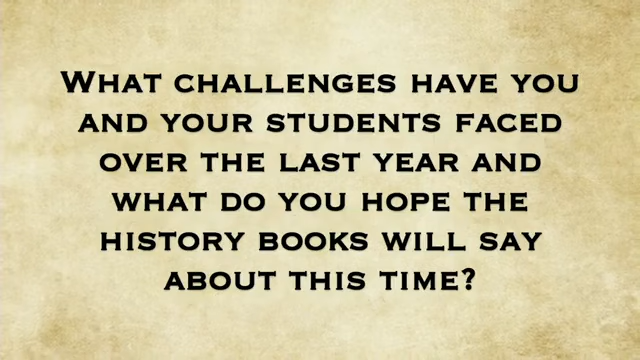 What challenges have you
and your students faced
over the last year and
what do you hope the
history books will say
about this time?